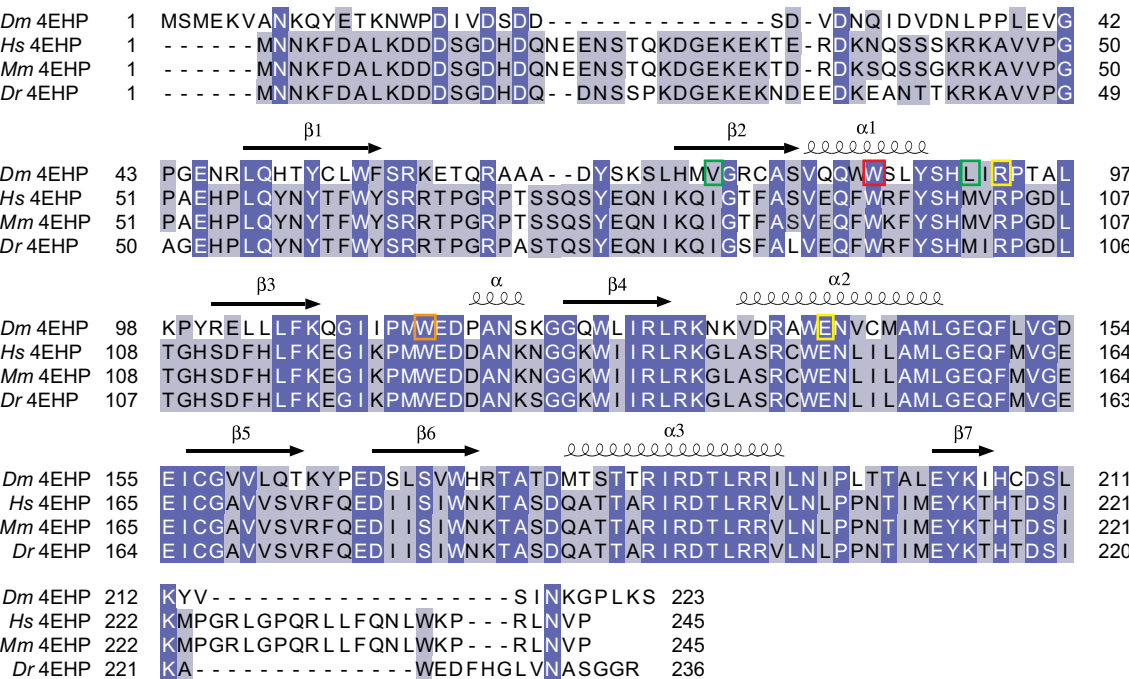 Dm 4EHP 1 MSMEKVANKQYETKNWPDIVDSDD--------------SD-VDNQIDVDNLPPLEVG 42
Hs 4EHP 1 ------MNNKFDALKDDDSGDHDQNEENSTQKDGEKEKTE-RDKNQSSSKRKAVVPG 50
Mm 4EHP 1 ------MNNKFDALKDDDSGDHDQNEENSTQKDGEKEKTD-RDKSQSSGKRKAVVPG 50
Dr 4EHP 1 ------MNNKFDALKDDDSGDHDQ--DNSSPKDGEKEKNDEEDKEANTTKRKAVVPG 49
β1 β2 α1
Dm 4EHP 43 PGENRLQHTYCLWFSRKETQRAAA--DYSKSLHMVGRCASVQQWWSLYSHLIRPTAL 97
Hs 4EHP 51 PAEHPLQYNYTFWYSRRTPGRPTSSQSYEQNIKQIGTFASVEQFWRFYSHMVRPGDL 107
Mm 4EHP 51 PAEHPLQYNYTFWYSRRTPGRPTSSQSYEQNIKQIGTFASVEQFWKFYSHMVRPGDL 107
Dr 4EHP 50 AGEHPLQYNYTFWYSRRTPGRPASTQSYEQNIKQIGSFALVEQFWRFYSHMIRPGDL 106
β3 α β4 α2
Dm 4EHP 98 KPYRELLLFKQGIIPMWEDPANSKGGQWLIRLRKNKVDRAWENVCMAMLGEQFLVGD 154
Hs 4EHP 108 TGHSDFHLFKEGIKPMWEDDANKNGGKWIIRLRKGLASRCWENLILAMLGEQFMVGE 164
Mm 4EHP 108 TGHSDFHLFKEGIKPMWEDDANKNGGKWIIRLRKGLASRCWENLILAMLGEQFMVGE 164
Dr 4EHP 107 TGHSDFHLFKEGIKPMWEDDANKSGGKWIIRLRKGLASRCWENLILAMLGEQFMVGE 163
β5 β6 α3 β7
Dm 4EHP 155 EICGVVLQTKYPEDSLSVWHRTATDMTSTTRIRDTLRRILNIPLTTALEYKIHCDSL 211
Hs 4EHP 165 EICGAVVSVRFQEDIISIWNKTASDQATTARIRDTLRRVLNLPPNTIMEYKTHTDSI 221
Mm 4EHP 165 EICGAVVSVRFQEDIISIWNKTASDQATTARIRDTLRRVLNLPPNTIMEYKTHTDSI 221
Dr 4EHP 164 EICGAVVSVRFQEDIISIWNKTASDQATTARIRDTLRRVLNLPPNTIMEYKTHTDSI 220
Dm 4EHP 212 KYV-------------------SINKGPLKS 223
Hs 4EHP 222 KMPGRLGPQRLLFQNLWKP---RLNVP 245
Mm 4EHP 222 KMPGRLGPQRLLFQNLWKP---RLNVP 245
Dr 4EHP 221 KA--------------WEDFHGLVNASGGR 236